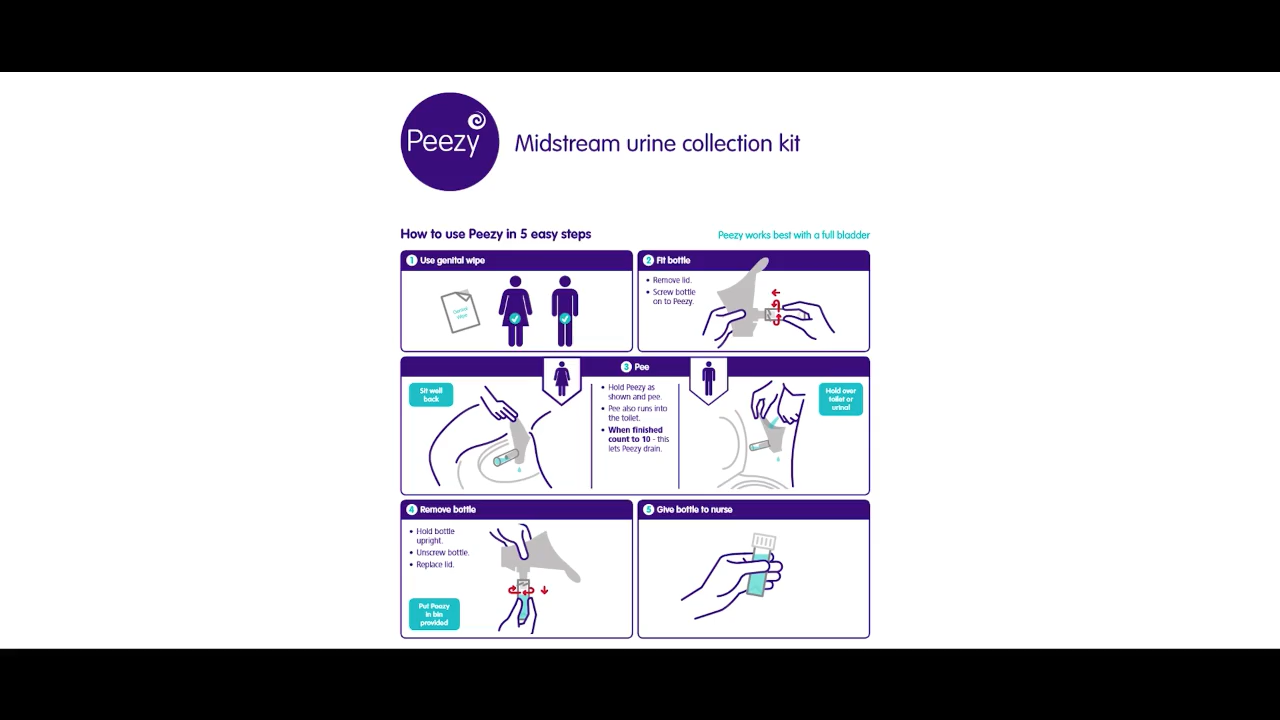 Peezy
Midstream urine collection kit
How to use Peezy in 5 easy steps
Peezy works best with a full bladder
1 Use genital wipe
Genital
Wipe
2 Fit bottle
• Remove lid.
• Screw bottle
on to Peezy.
3 Pee
Sit well
back
• Hold Peezy as
shown and pee.
• Pee also runs into
the toilet.
• When finished
count to 10 - this
lets Peezy drain.
Hold over
toilet or
urinal
4 Remove bottle
• Hold bottle
upright.
• Unscrew bottle.
• Replace lid.
Put Peezy
in bin
provided
5 Give bottle to nurse